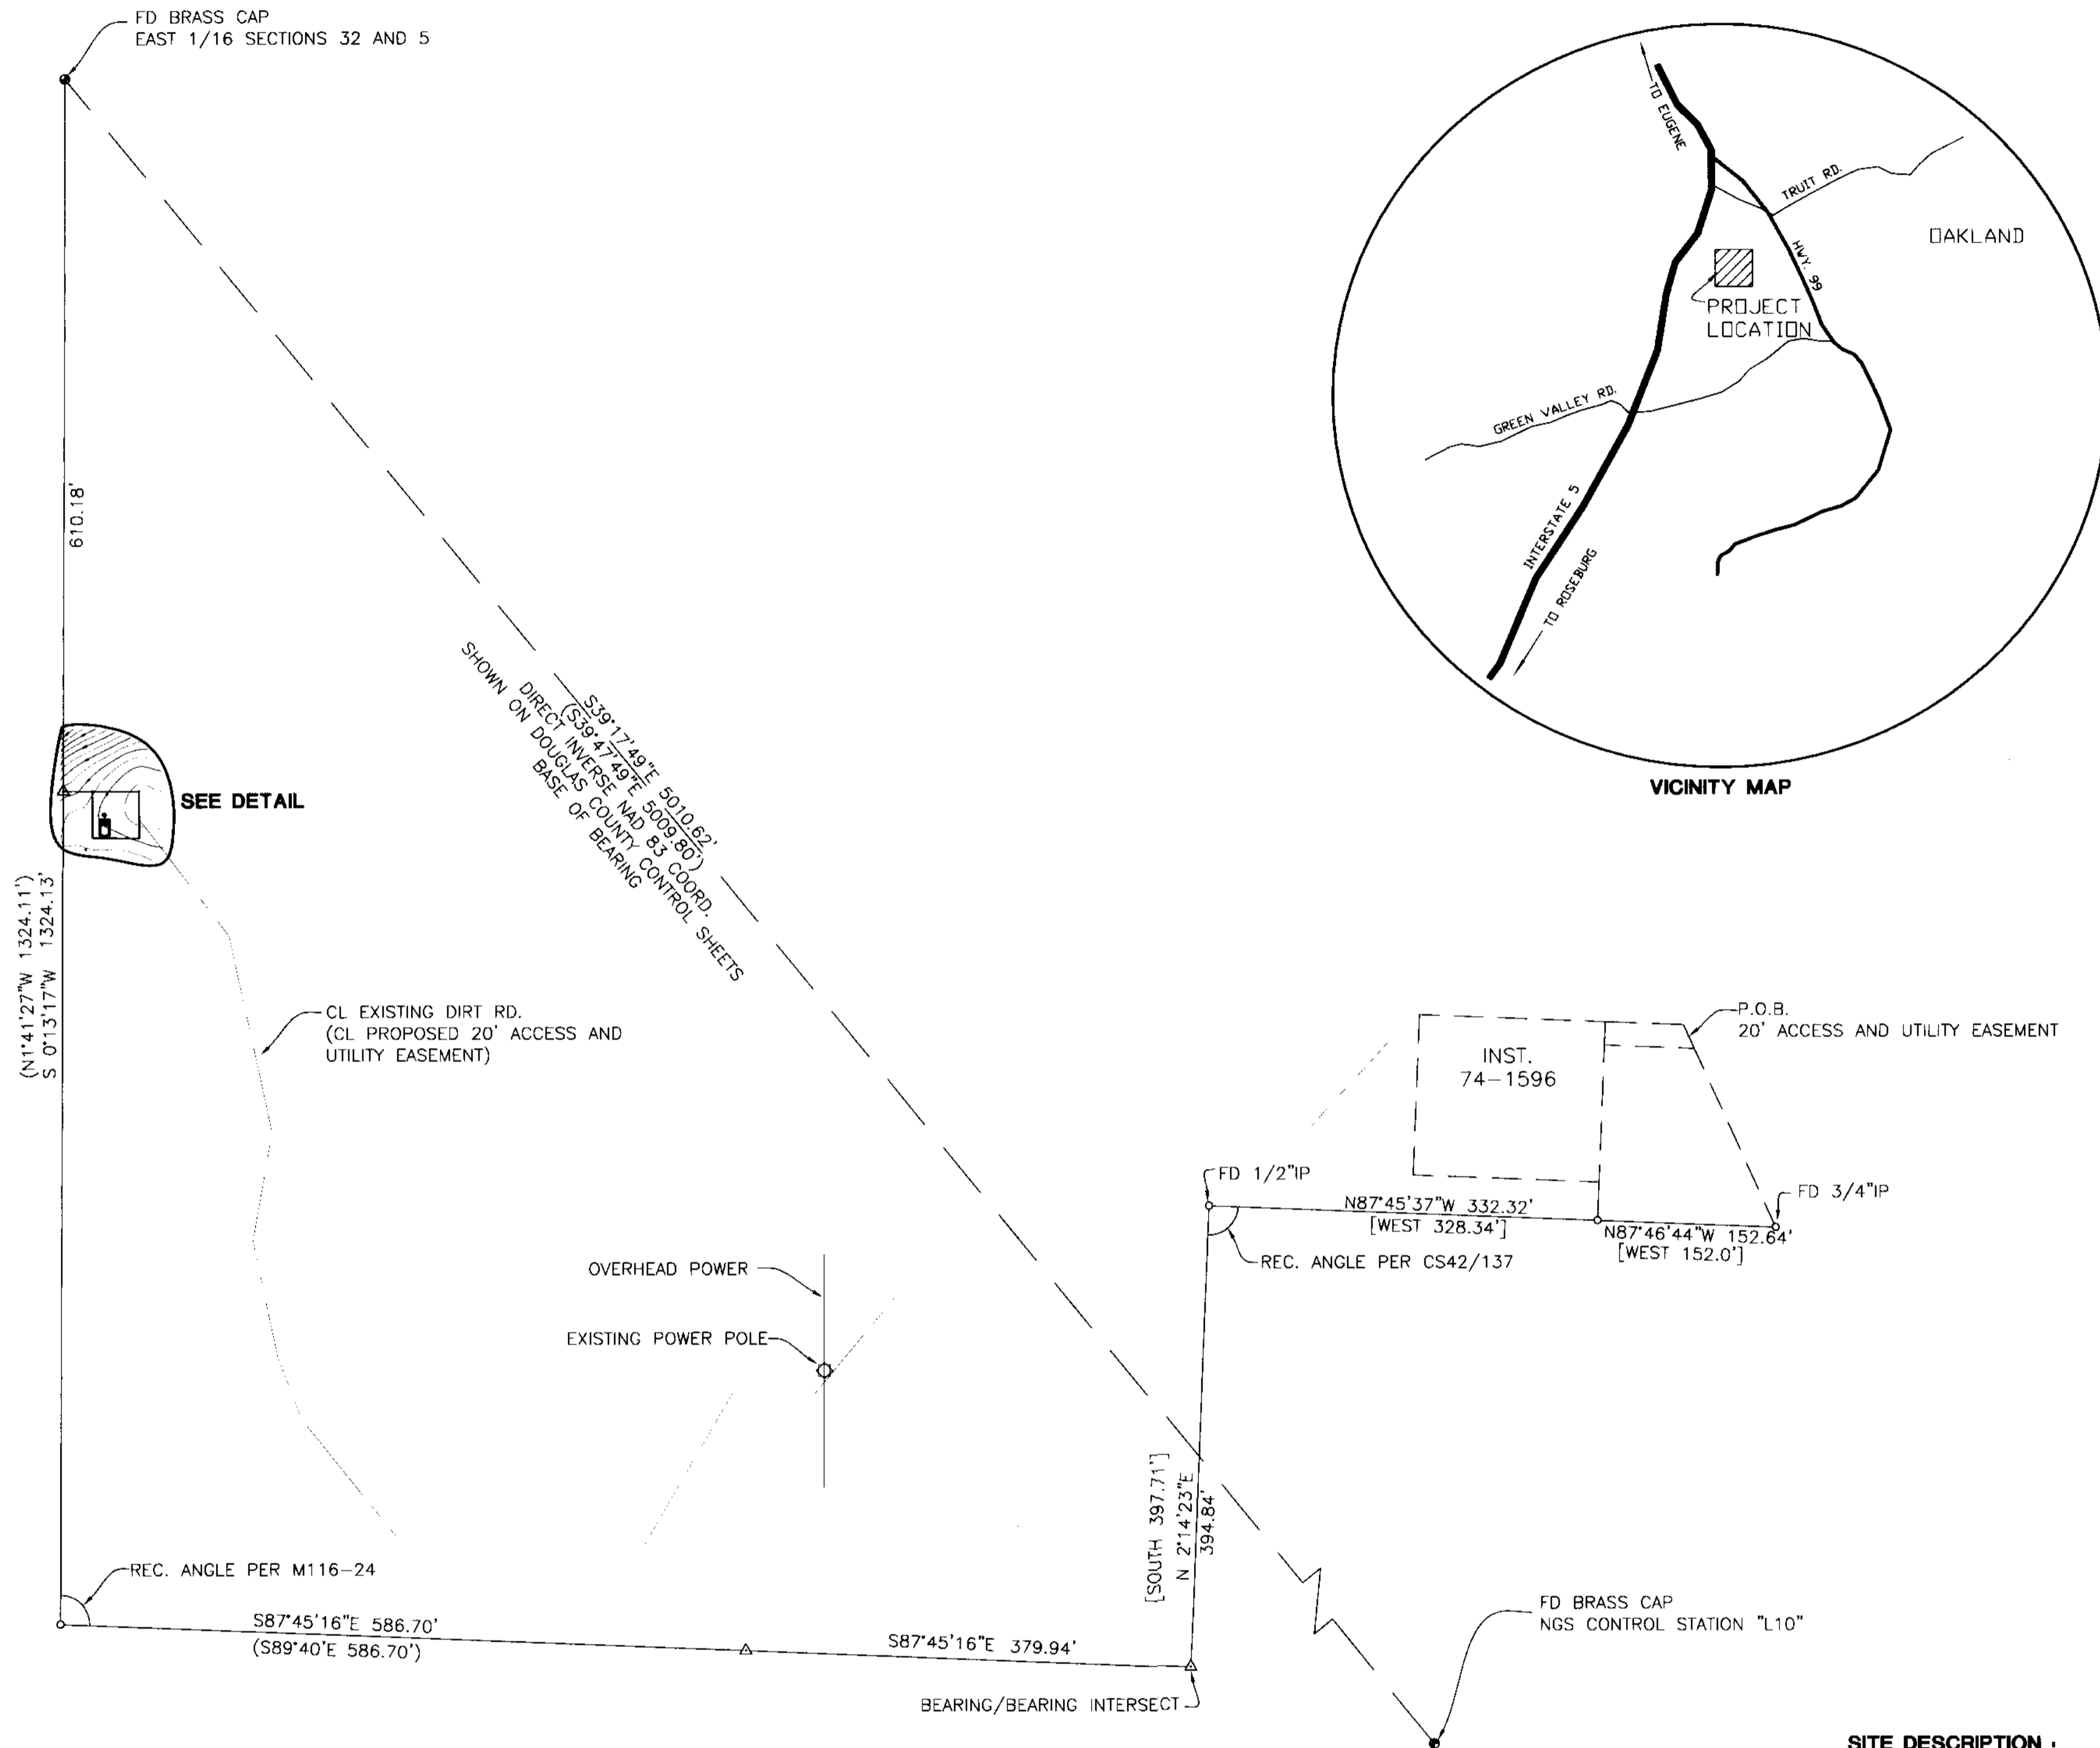 FD BRASS CAP
EAST 1/16 SECTIONS 32 AND 5
610.18'
SEE DETAIL
(N1°41'27"W 1324.11')
S 0°13'17"W 1324.13'
S39°17'49"E 5010.62'
(S39°47'49"E 5009.80')
DIRECT INVERSE NAD 83 COORD.
SHOWN ON DOUGLAS COUNTY CONTROL SHEETS
BASE OF BEARING
CL EXISTING DIRT RD.
(CL PROPOSED 20' ACCESS AND
UTILITY EASEMENT)
OVERHEAD POWER
EXISTING POWER POLE
REC. ANGLE PER M116-24
S87°45'16"E 586.70'
(S89°40'E 586.70')
S87°45'16"E 379.94'
BEARING/BEARING INTERSECT
[SOUTH 397.71']
N 2°14'23"E
394.84'
FD 1/2"IP
N87°45'37"W 332.32'
[WEST 328.34']
REC. ANGLE PER CS42/137
INST.
74-1596
P.O.B.
20' ACCESS AND UTILITY EASEMENT
FD 3/4"IP
N87°46'44"W 152.64'
[WEST 152.0']
FD BRASS CAP
NGS CONTROL STATION "L10"
TO EUGENE
TRUIT RD.
OAKLAND
HWY. 99
PROJECT
LOCATION
GREEN VALLEY RD.
INTERSTATE 5
TO ROSEBURG
VICINITY MAP
SITE DESCRIPTION :